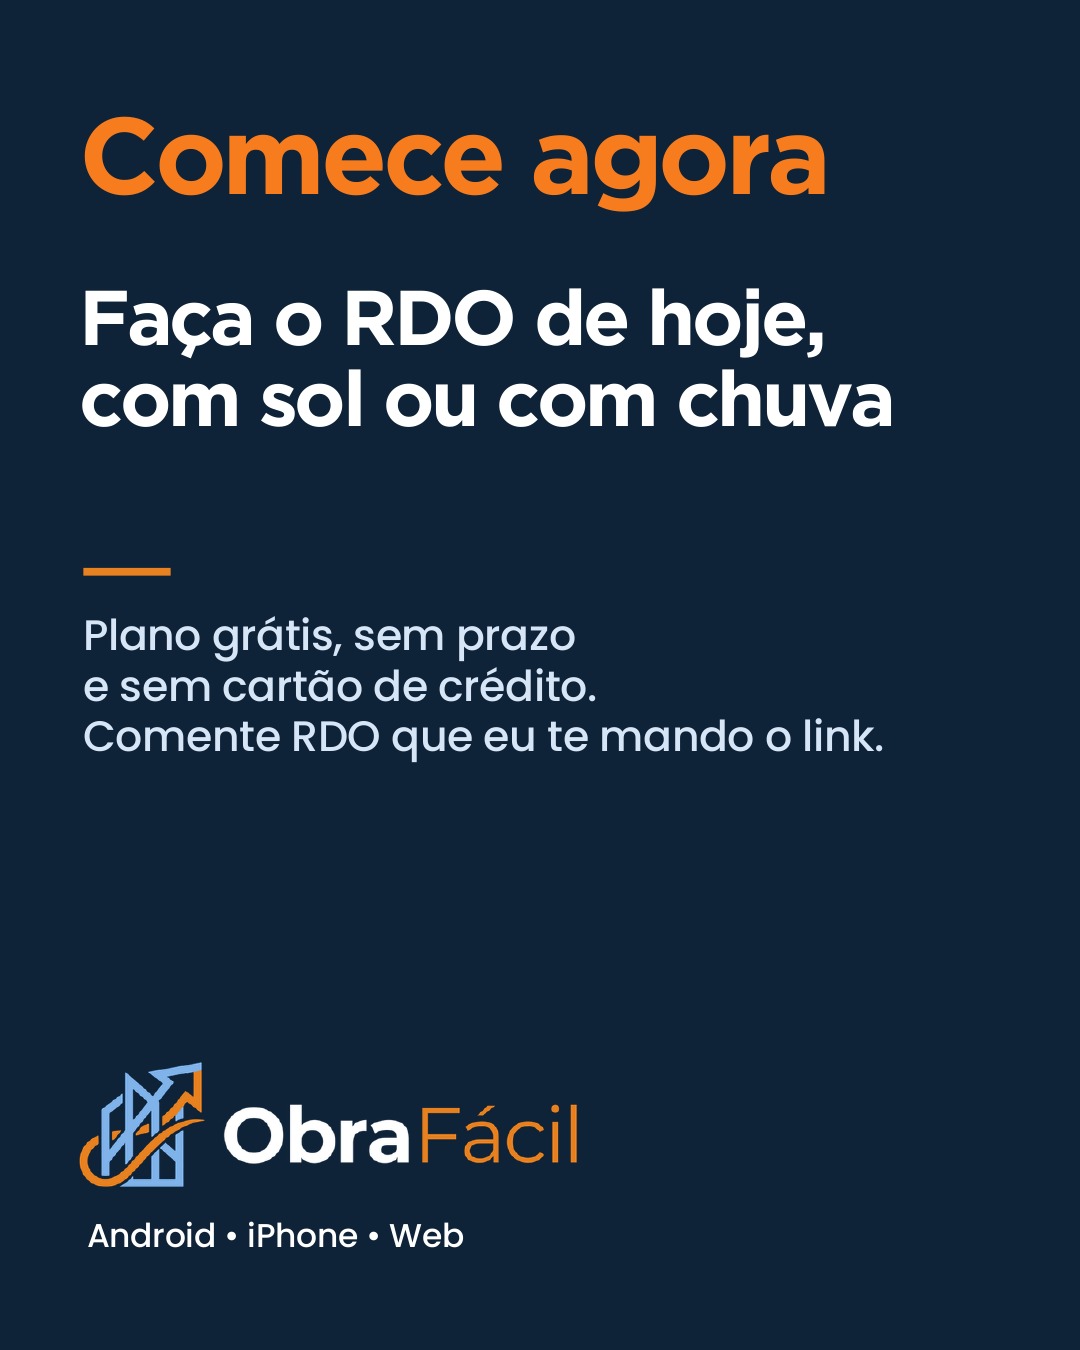 Comece agora
Faça o RDO de hoje,
com sol ou com chuva
Plano grátis, sem prazo
e sem cartão de crédito.
Comente RDO que eu te mando o link.
ObraFácil
Android • iPhone • Web